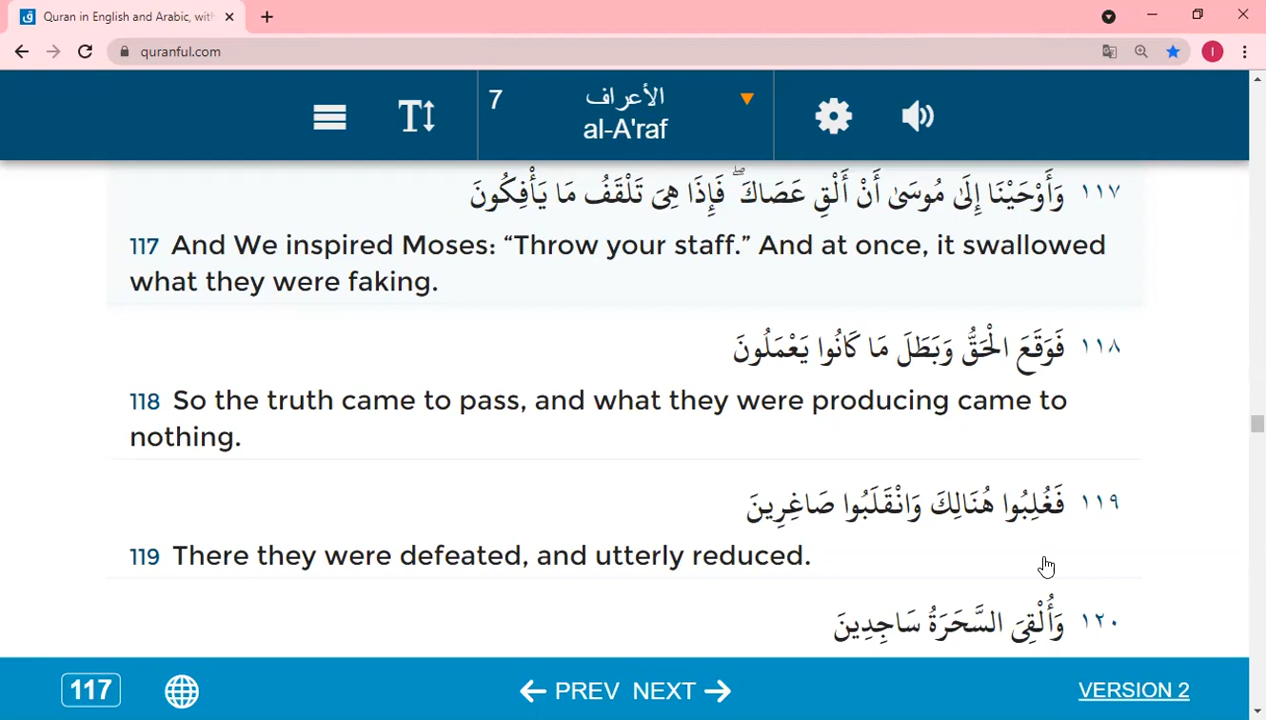 Quran in English and Arabic, with
quranful.com
I
7
الأعراف
al-A'raf
١١٧ وَأَوْحَيْنَا إِلَىٰ مُوسَىٰ أَنْ أَلْقِ عَصَاكَ ۖ فَإِذَا هِيَ تَلْقَفُ مَا يَأْفِكُونَ
117 And We inspired Moses: “Throw your staff.” And at once, it swallowed
what they were faking.
١١٨ فَوَقَعَ الْحَقُّ وَبَطَلَ مَا كَانُوا يَعْمَلُونَ
118 So the truth came to pass, and what they were producing came to
nothing.
١١٩ فَغُلِبُوا هُنَالِكَ وَانْقَلَبُوا صَاغِرِينَ
119 There they were defeated, and utterly reduced.
١٢٠ وَأُلْقِيَ السَّحَرَةُ سَاجِدِينَ
117
PREV NEXT
VERSION 2